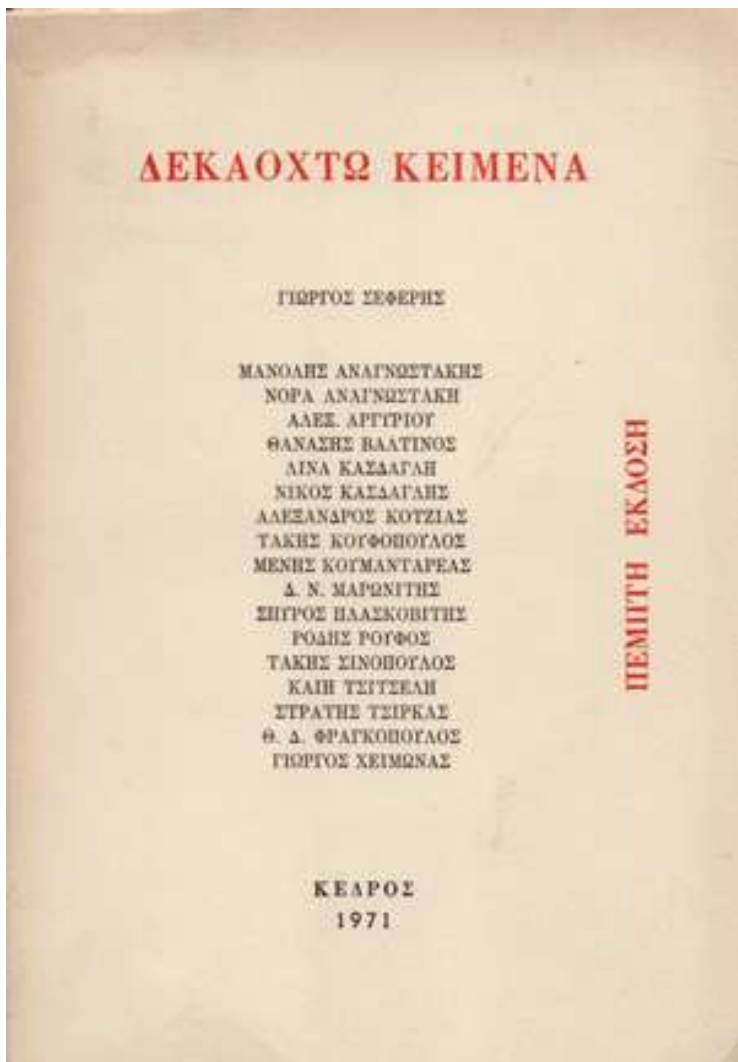 ΔΕΚΑΟΧΤΩ ΚΕΙΜΕΝΑ
ΓΙΩΡΓΟΣ ΣΕΦΕΡΗΣ
ΜΑΝΟΛΗΣ ΑΝΑΓΝΩΣΤΑΚΗΣ
ΝΟΡΑ ΑΝΑΓΝΩΣΤΑΚΗ
ΑΛΕΞ. ΑΡΓΥΡΙΟΥ
ΘΑΝΑΣΗΣ ΒΑΛΤΙΝΟΣ
ΛΙΝΑ ΚΑΣΔΑΓΛΗ
ΝΙΚΟΣ ΚΑΣΔΑΓΛΗΣ
ΑΛΕΞΑΝΔΡΟΣ ΚΟΤΖΙΑΣ
ΤΑΚΗΣ ΚΟΥΦΟΠΟΥΛΟΣ
ΜΕΝΗΣ ΚΟΥΜΑΝΤΑΡΕΑΣ
Δ. Ν. ΜΑΡΩΝΙΤΗΣ
ΣΠΥΡΟΣ ΠΛΑΣΚΟΒΙΤΗΣ
ΡΟΔΗΣ ΡΟΥΦΟΣ
ΤΑΚΗΣ ΣΙΝΟΠΟΥΛΟΣ
ΚΑΙΗ ΤΣΙΤΣΕΛΗ
ΣΤΡΑΤΗΣ ΤΣΙΡΚΑΣ
Θ. Δ. ΦΡΑΓΚΟΠΟΥΛΟΣ
ΓΙΩΡΓΟΣ ΧΕΙΜΩΝΑΣ
ΠΕΜΠΤΗ ΕΚΔΟΣΗ
ΚΕΔΡΟΣ
1971